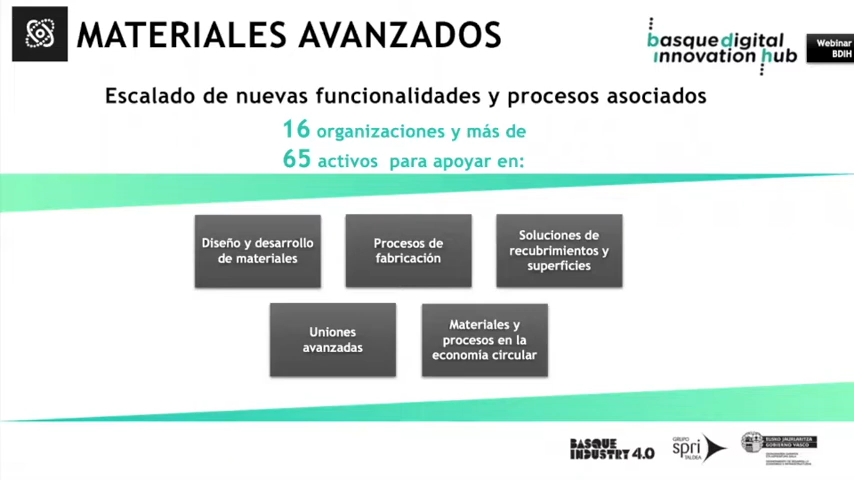 MATERIALES AVANZADOS
basque digital
innovation hub
Webinar
BDIH
Escalado de nuevas funcionalidades y procesos asociados
16 organizaciones y más de
65 activos para apoyar en:
Diseño y desarrollo
de materiales
Procesos de
fabricación
Soluciones de
recubrimientos y
superficies
Uniones
avanzadas
Materiales y
procesos en la
economía circular
BASQUE
INDUSTRY 4.0
GRUPO
spri
TALDEA
EUSKO JAURLARITZA
GOBIERNO VASCO